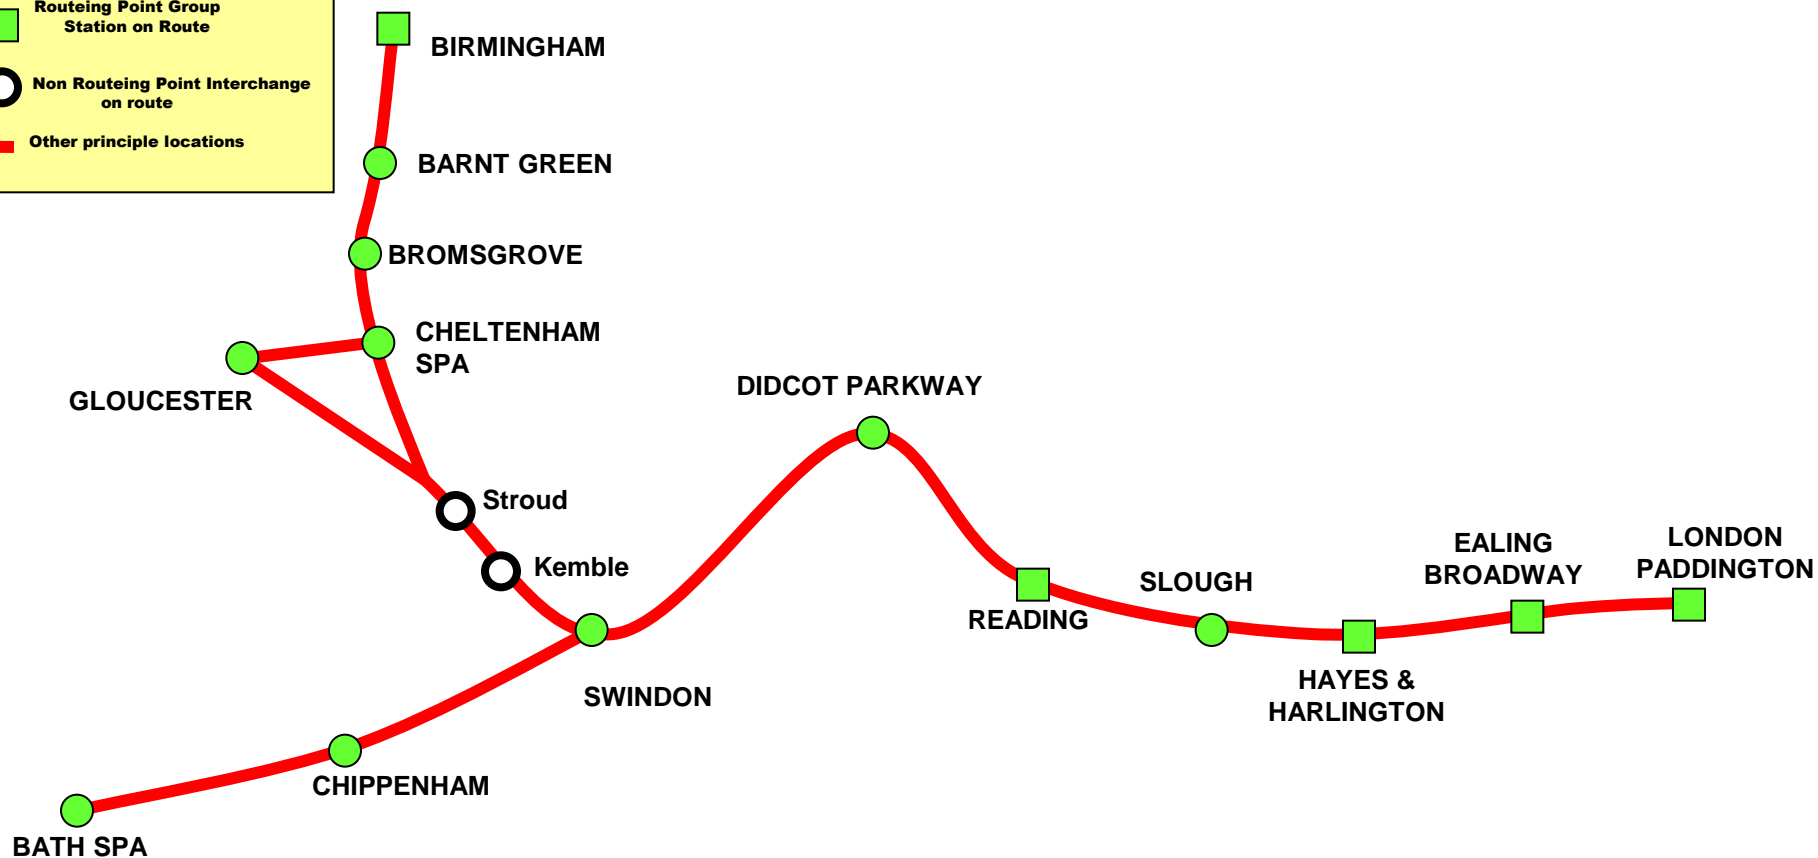 Routeing Point Group
Station on Route
Non Routeing Point Interchange
on route
Other principle locations
BIRMINGHAM
BARNT GREEN
BROMSGROVE
CHELTENHAM
SPA
GLOUCESTER
DIDCOT PARKWAY
Stroud
Kemble
SWINDON
READING
SLOUGH
HAYES &
HARLINGTON
EALING
BROADWAY
LONDON
PADDINGTON
CHIPPENHAM
BATH SPA